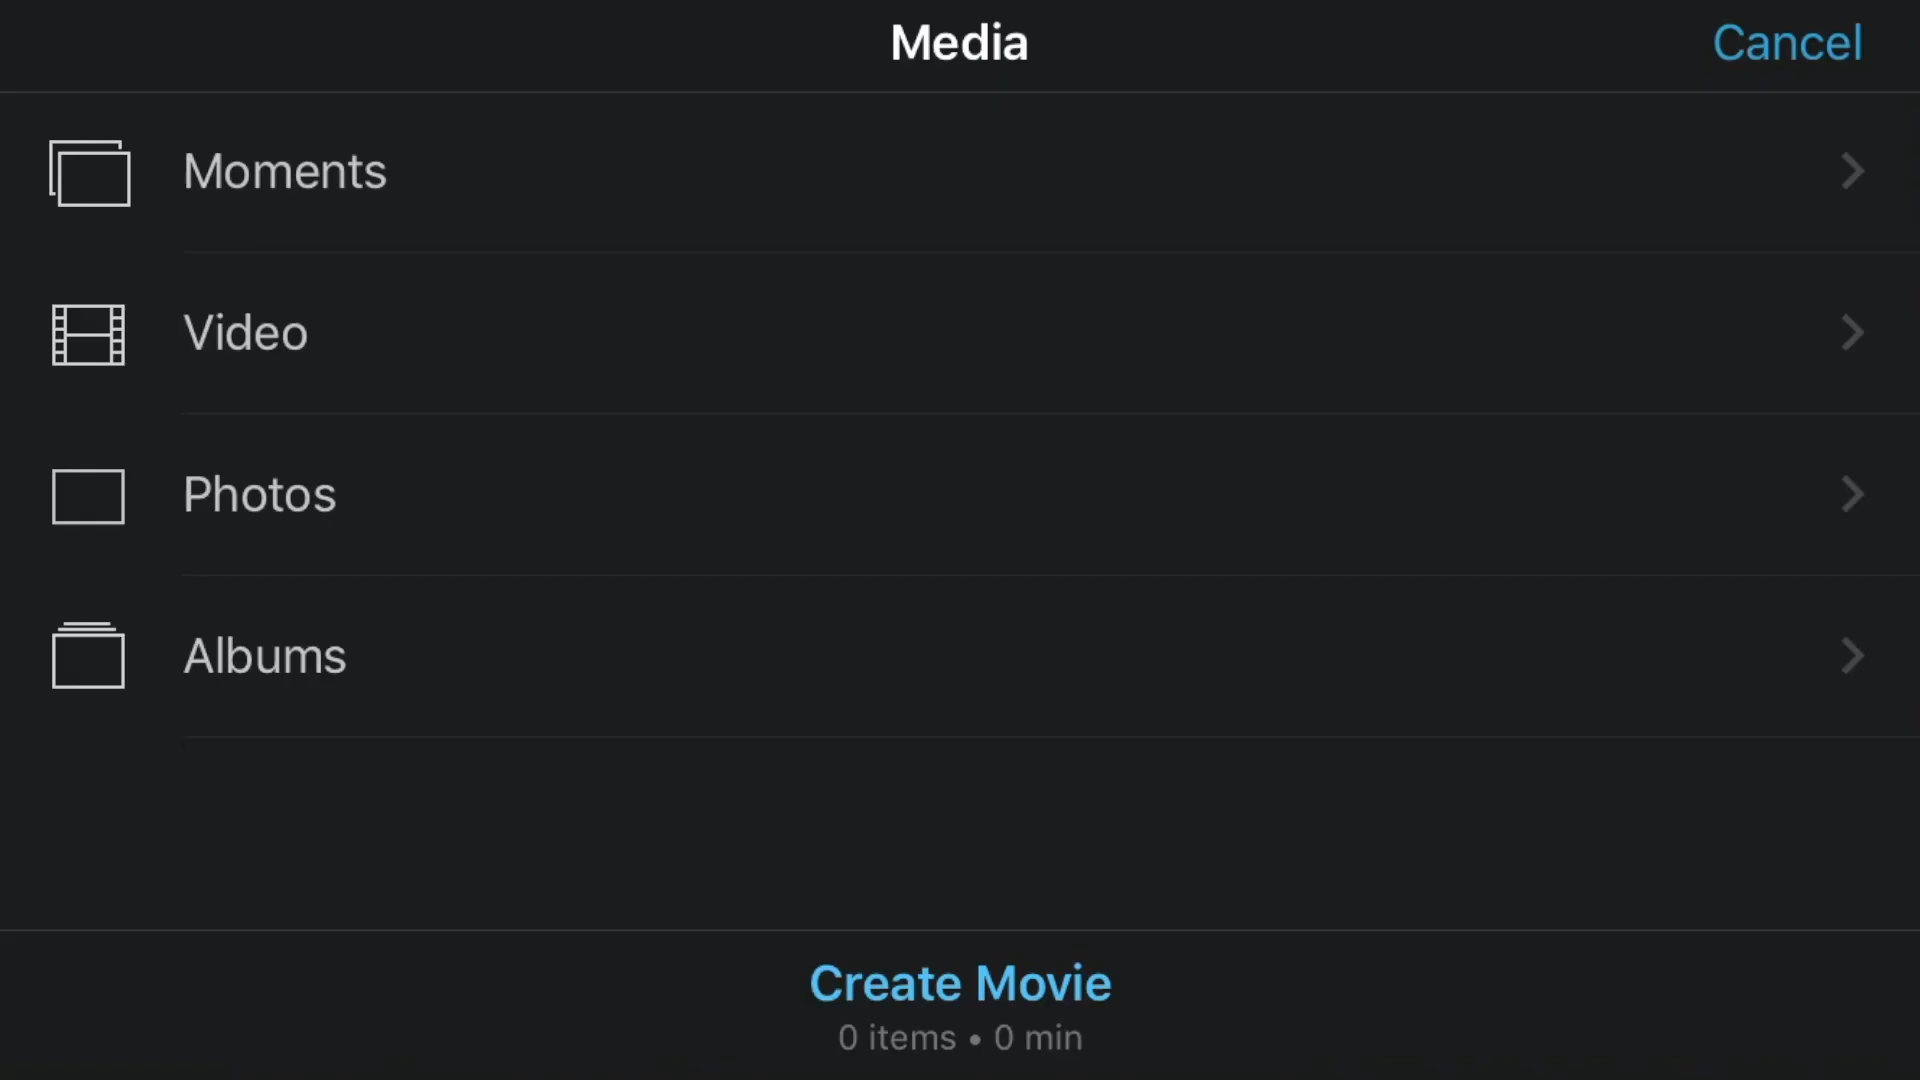 Media
Cancel
Moments
Video
Photos
Albums
Create Movie
0 items • 0 min